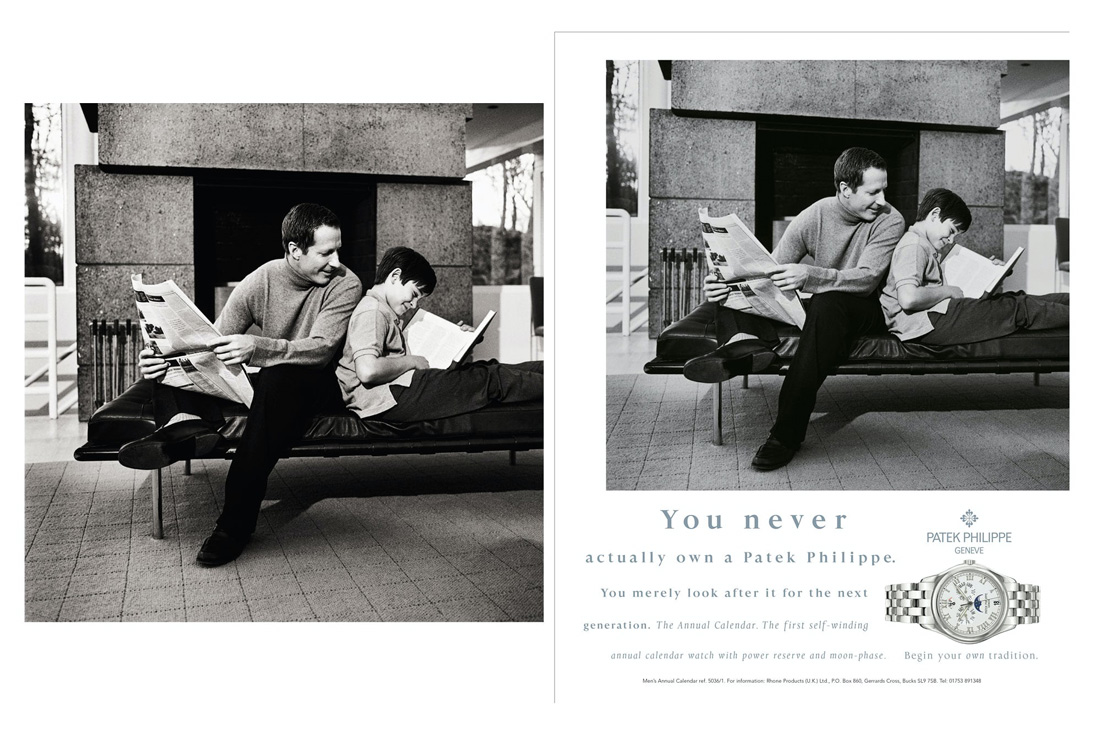 You never
actually own a Patek Philippe.
You merely look after it for the next
generation. The Annual Calendar. The first self-winding
annual calendar watch with power reserve and moon-phase.
PATEK PHILIPPE
GENEVE
Begin your own tradition.
Men's Annual Calendar ref. 5036/1. For information: Rhone Products (U.K.) Ltd., P.O. Box 860, Gerrards Cross, Bucks SL9 7SB. Tel: 01753 891348